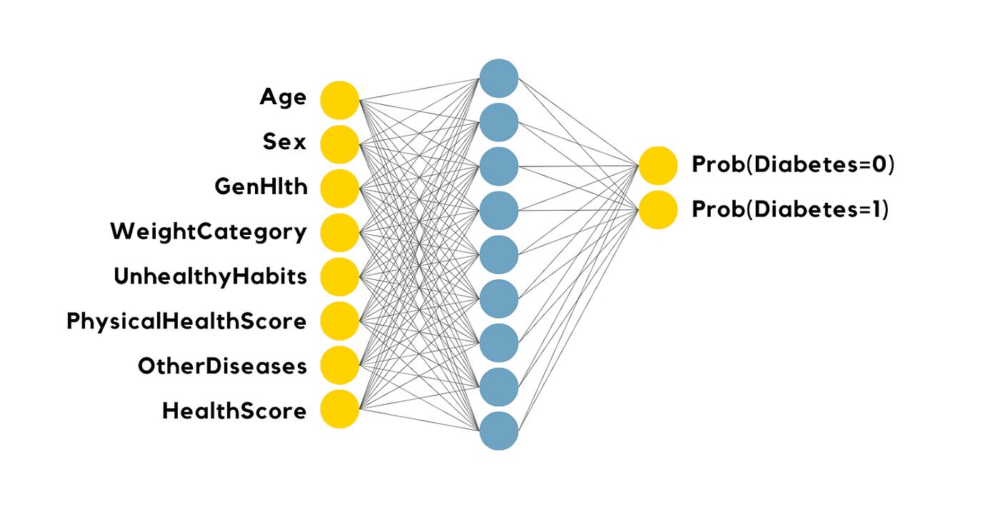 Age
Sex
GenHlth
WeightCategory
UnhealthyHabits
PhysicalHealthScore
OtherDiseases
HealthScore
Prob(Diabetes=0)
Prob(Diabetes=1)